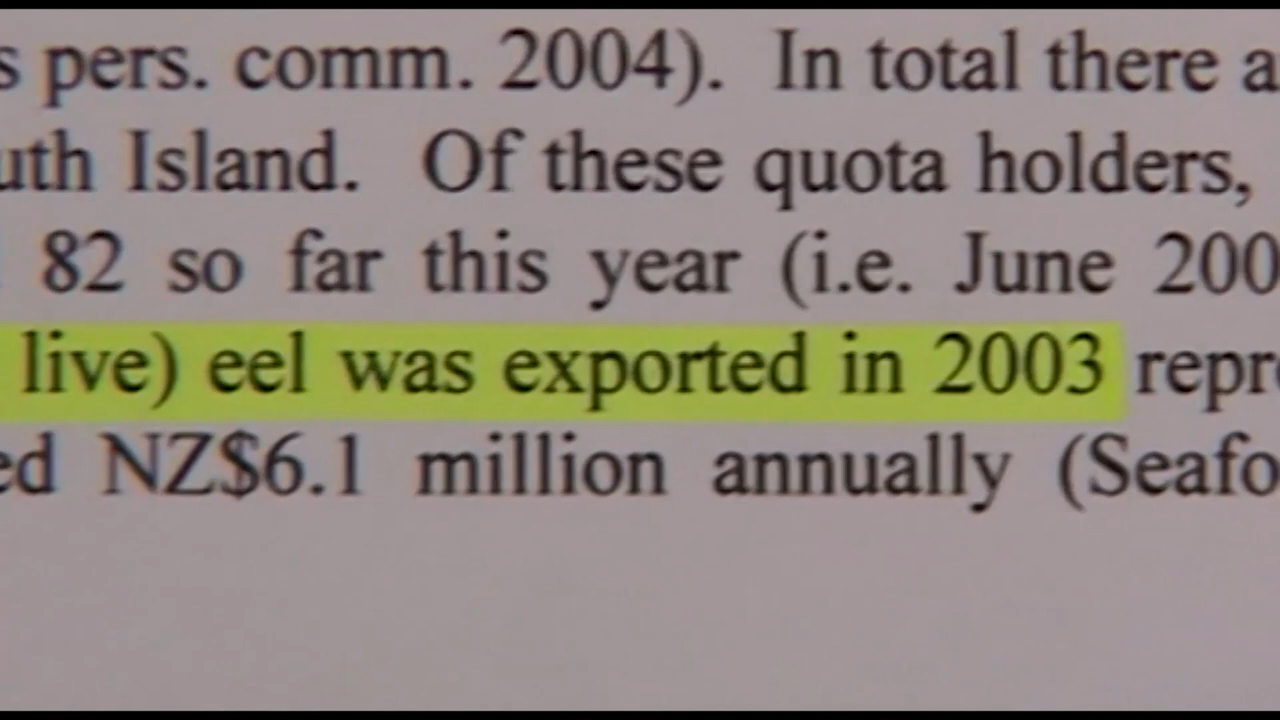 s pers. comm. 2004). In total there a
uth Island. Of these quota holders,
82 so far this year (i.e. June 200
live) eel was exported in 2003 repr
ed NZ$6.1 million annually (Seafo